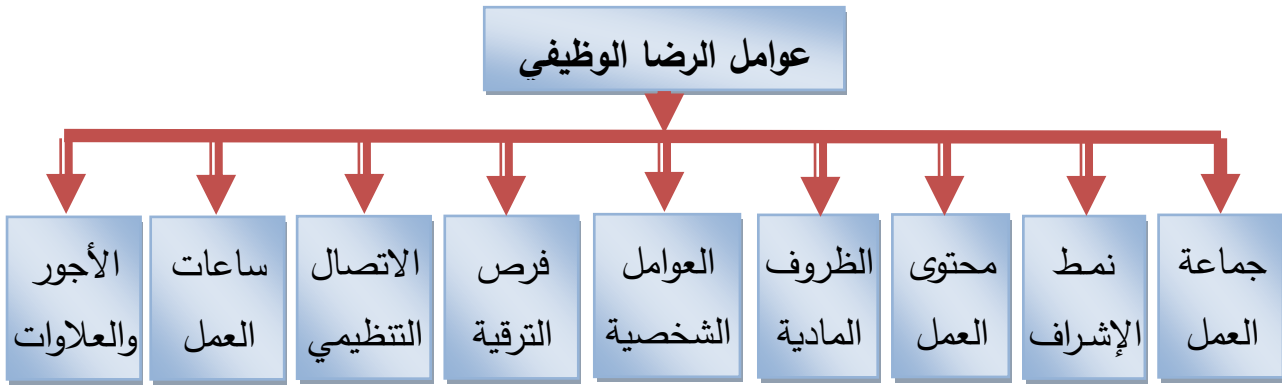 عوامل الرضا الوظيفي
جماعة
العمل
نمط
الإشراف
محتوى
العمل
الظروف
المادية
العوامل
الشخصية
فرص
الترقية
الاتصال
التنظيمي
ساعات
العمل
الأجور
والعلاوات